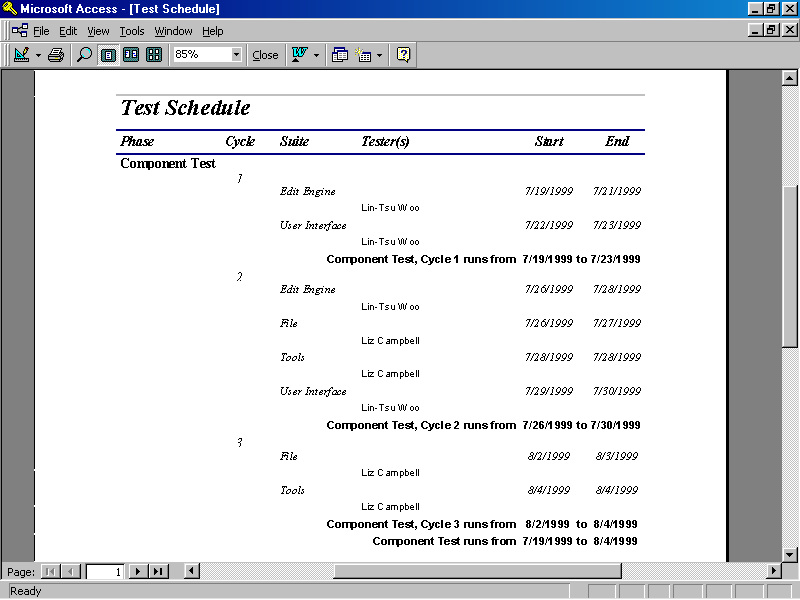 Microsoft Access - [Test Schedule]
File Edit View Tools Window Help
85% Close
Test Schedule
Phase Cycle Suite Tester(s) Start End
Component Test
1
Edit Engine 7/19/1999 7/21/1999
Lin-Tsu Woo
User Interface 7/22/1999 7/23/1999
Lin-Tsu Woo
Component Test, Cycle 1 runs from 7/19/1999 to 7/23/1999
2
Edit Engine 7/26/1999 7/28/1999
Lin-Tsu Woo
File 7/26/1999 7/27/1999
Liz Campbell
Tools 7/28/1999 7/28/1999
Liz Campbell
User Interface 7/29/1999 7/30/1999
Lin-Tsu Woo
Component Test, Cycle 2 runs from 7/26/1999 to 7/30/1999
3
File 8/2/1999 8/3/1999
Liz Campbell
Tools 8/4/1999 8/4/1999
Liz Campbell
Component Test, Cycle 3 runs from 8/2/1999 to 8/4/1999
Component Test runs from 7/19/1999 to 8/4/1999
Page: 1
Ready